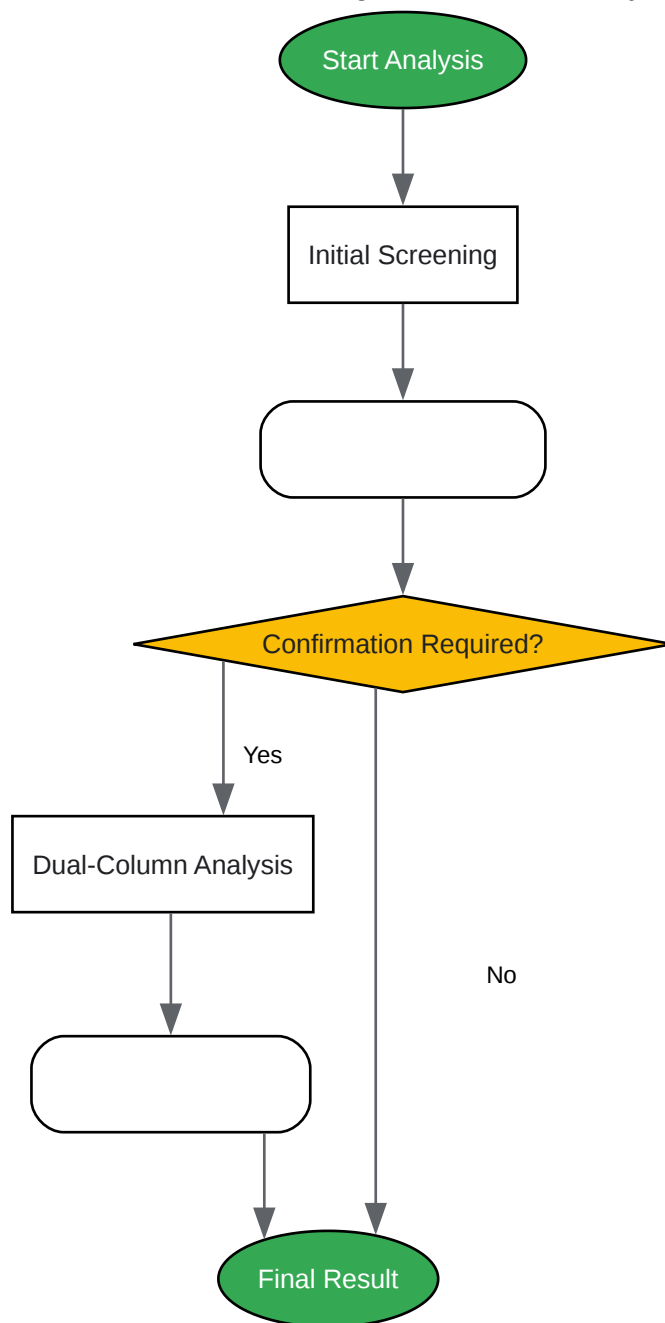 Start Analysis
Initial Screening
Confirmation Required?
Yes
Dual-Column Analysis
No
Final Result